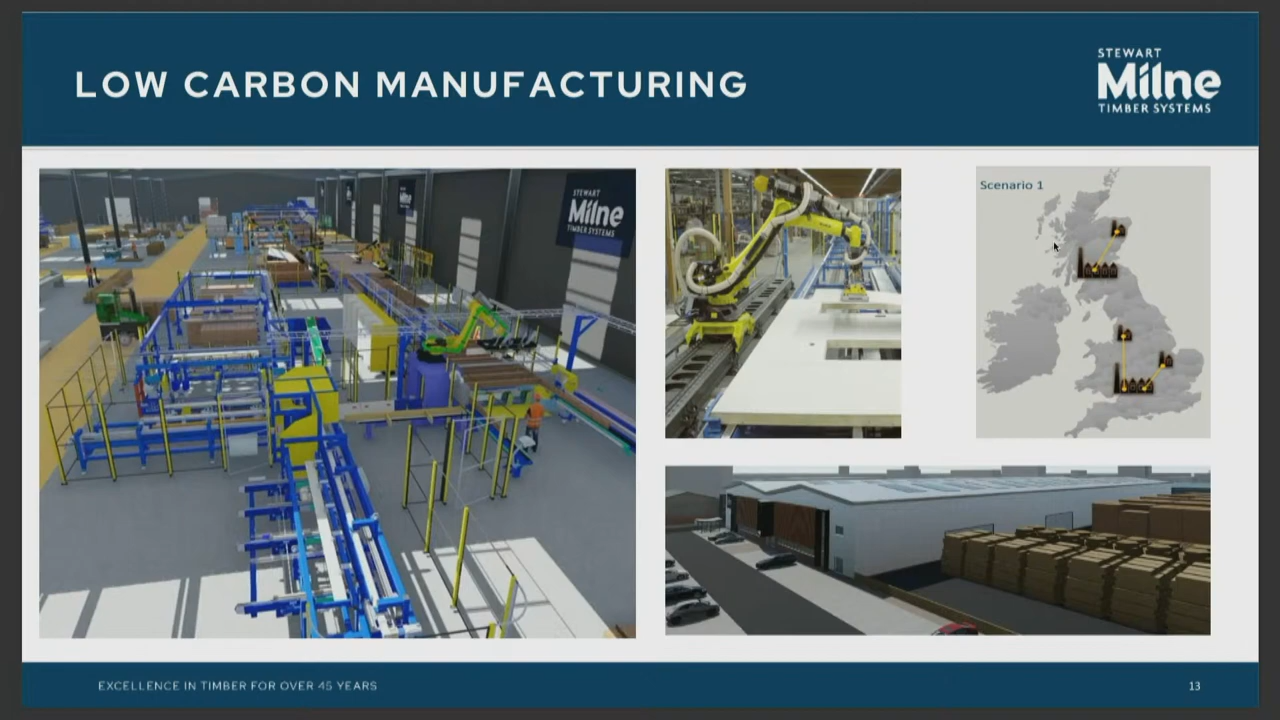 LOW CARBON MANUFACTURING
STEWART
Milne
TIMBER SYSTEMS
STEWART
Milne
TIMBER SYSTEMS
Scenario 1
EXCELLENCE IN TIMBER FOR OVER 45 YEARS
13